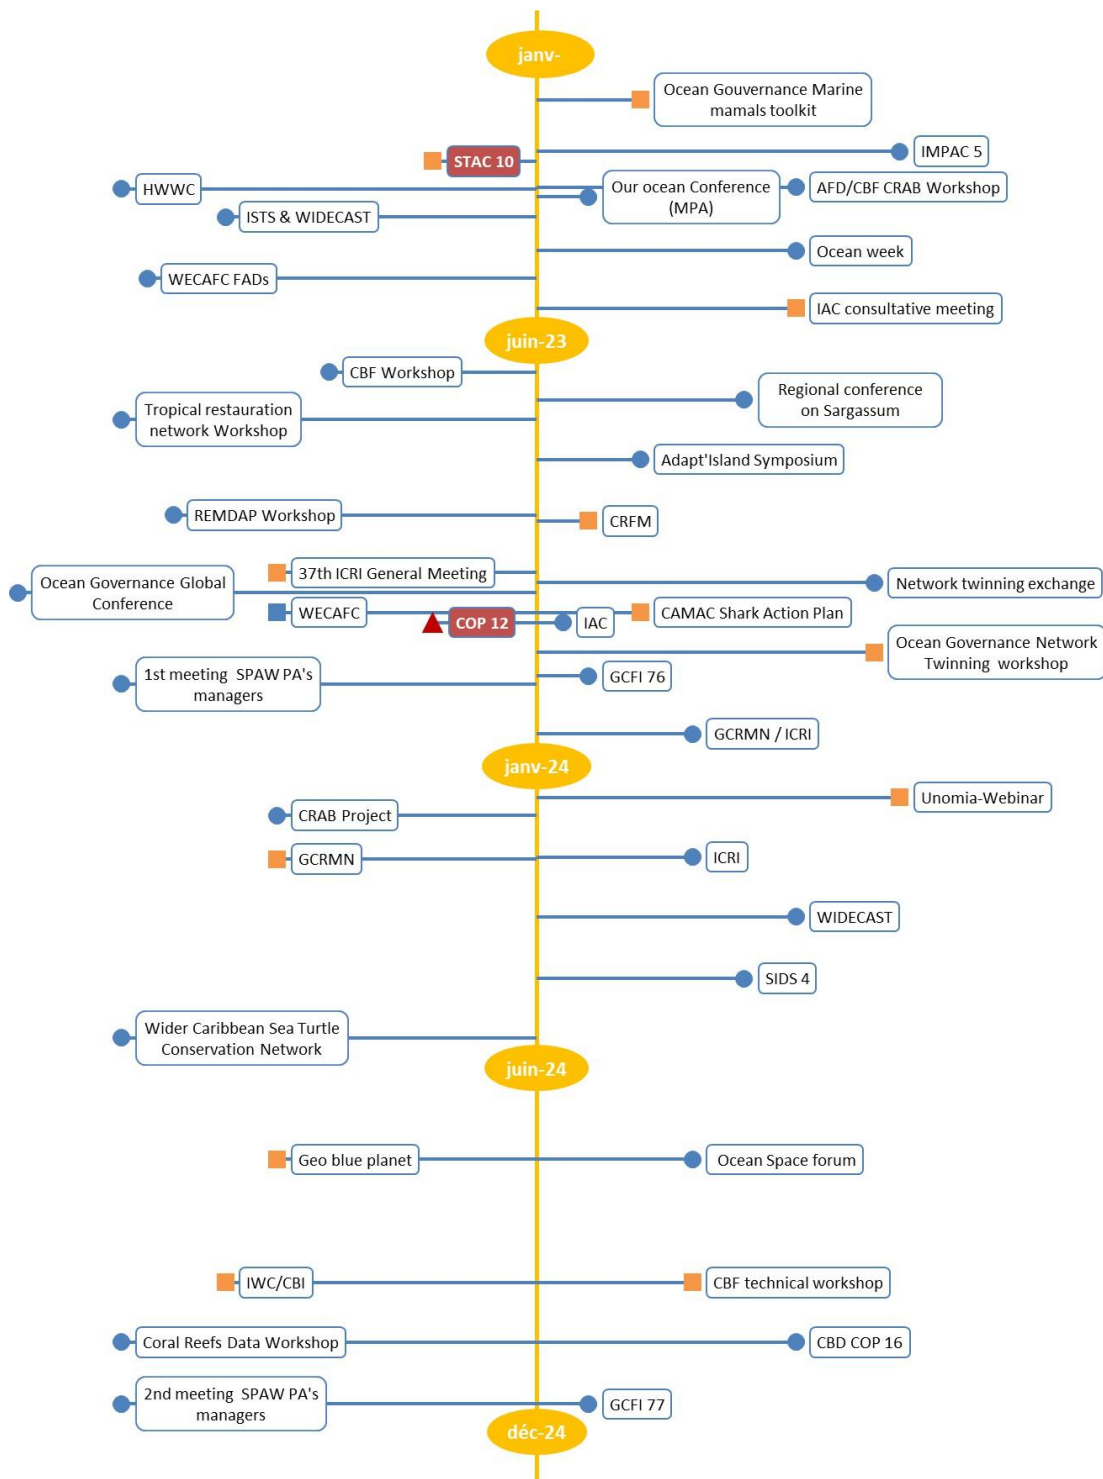 janv-
Ocean Gouvernance Marine
mamals toolkit
IMPAC 5
STAC 10
HWWC
Our ocean Conference
(MPA)
AFD/CBF CRAB Workshop
ISTS & WIDECAST
Ocean week
WECAFC FADs
IAC consultative meeting
juin-23
CBF Workshop
Regional conference
on Sargassum
Tropical restauration
network Workshop
Adapt'Island Symposium
REMDAP Workshop
CRFM
37th ICRI General Meeting
Ocean Governance Global
Conference
Network twinning exchange
WECAFC
CAMAC Shark Action Plan
COP 12
IAC
Ocean Governance Network
Twinning workshop
1st meeting SPAW PA's
managers
GCFI 76
GCRMN / ICRI
janv-24
Unomia-Webinar
CRAB Project
GCRMN
ICRI
WIDECAST
SIDS 4
Wider Caribbean Sea Turtle
Conservation Network
juin-24
Geo blue planet
Ocean Space forum
IWC/CBI
CBF technical workshop
Coral Reefs Data Workshop
CBD COP 16
2nd meeting SPAW PA's
managers
GCFI 77
déc-24